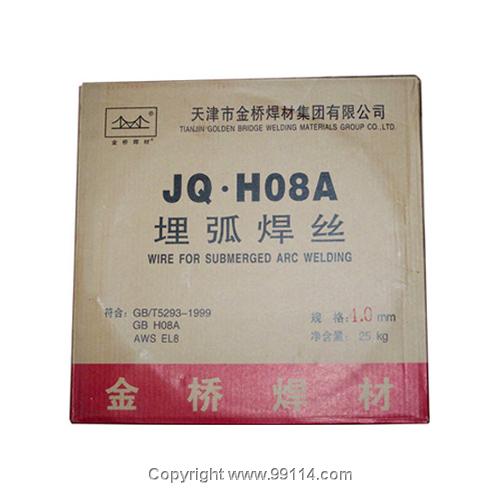 天津市金桥焊材集团有限公司
TIANJIN GOLDEN BRIDGE WELDING MATERIALS GROUP CO.,LTD.
金桥焊材®
JQ·H08A
埋弧焊丝
WIRE FOR SUBMERGED ARC WELDING
符合: GB/T5293-1999
GB H08A
AWS EL8
规格: 4.0 mm
净含量: 25 kg
金桥焊材
Copyright www.99114.com